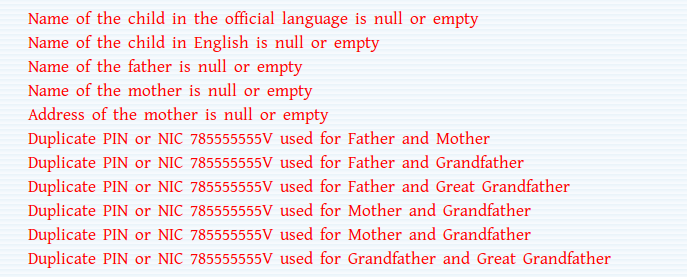 Name of the child in the official language is null or empty
Name of the child in English is null or empty
Name of the father is null or empty
Name of the mother is null or empty
Address of the mother is null or empty
Duplicate PIN or NIC 785555555V used for Father and Mother
Duplicate PIN or NIC 785555555V used for Father and Grandfather
Duplicate PIN or NIC 785555555V used for Father and Great Grandfather
Duplicate PIN or NIC 785555555V used for Mother and Grandfather
Duplicate PIN or NIC 785555555V used for Mother and Grandfather
Duplicate PIN or NIC 785555555V used for Grandfather and Great Grandfather